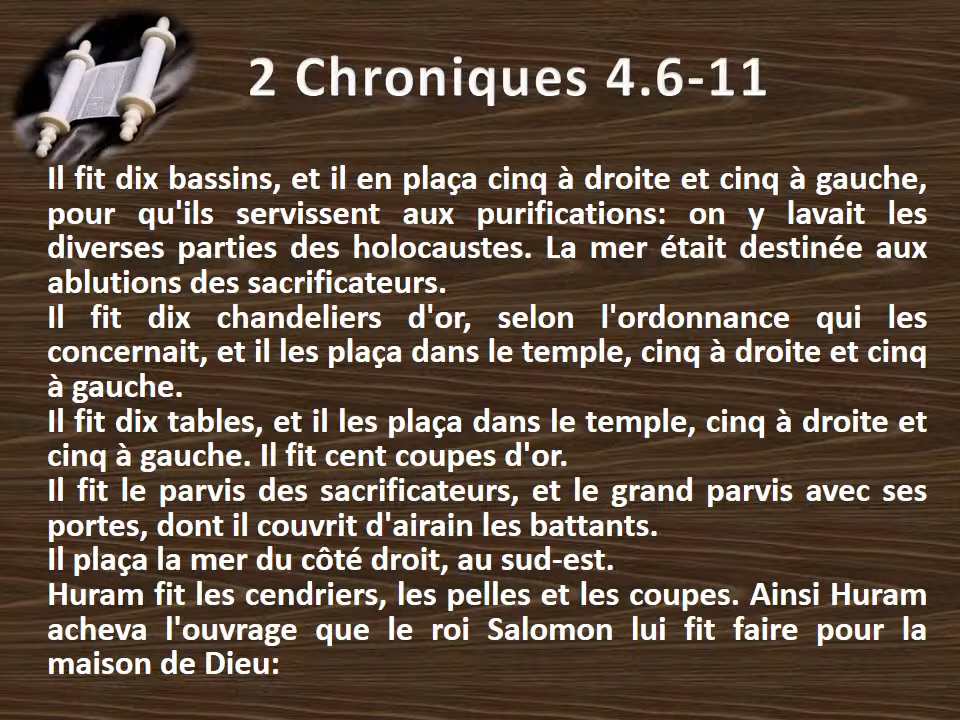 2 Chroniques 4.6-11
Il fit dix bassins, et il en plaça cinq à droite et cinq à gauche,
pour qu'ils servissent aux purifications: on y lavait les
diverses parties des holocaustes. La mer était destinée aux
ablutions des sacrificateurs.
Il fit dix chandeliers d'or, selon l'ordonnance qui les
concernait, et il les plaça dans le temple, cinq à droite et cinq
à gauche.
Il fit dix tables, et il les plaça dans le temple, cinq à droite et
cinq à gauche. Il fit cent coupes d'or.
Il fit le parvis des sacrificateurs, et le grand parvis avec ses
portes, dont il couvrit d'airain les battants.
Il plaça la mer du côté droit, au sud-est.
Huram fit les cendriers, les pelles et les coupes. Ainsi Huram
acheva l'ouvrage que le roi Salomon lui fit faire pour la
maison de Dieu: